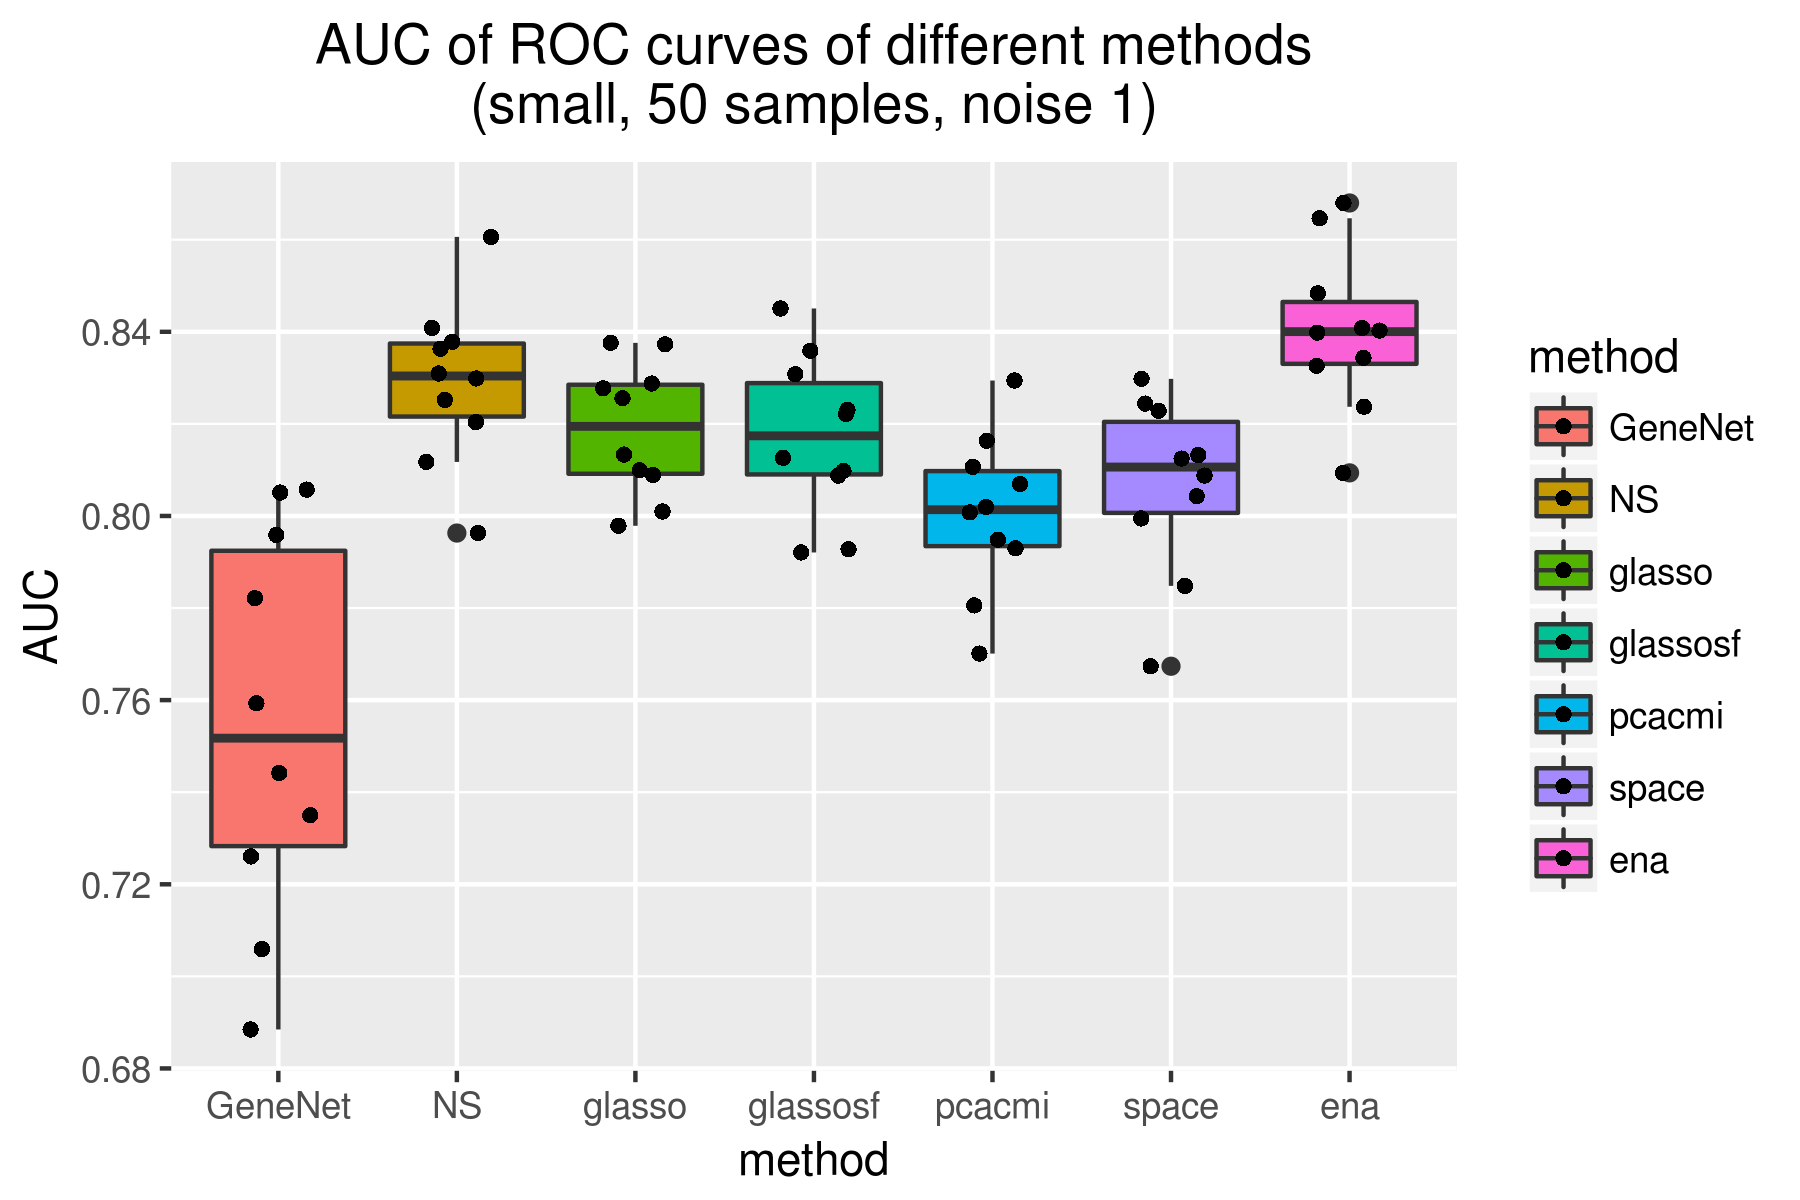 AUC of ROC curves of different methods
(small, 50 samples, noise 1)
AUC
0.84
0.80
0.76
0.72
0.68
GeneNet NS glasso glassosf pcacmi space ena
method
method
GeneNet
NS
glasso
glassosf
pcacmi
space
ena